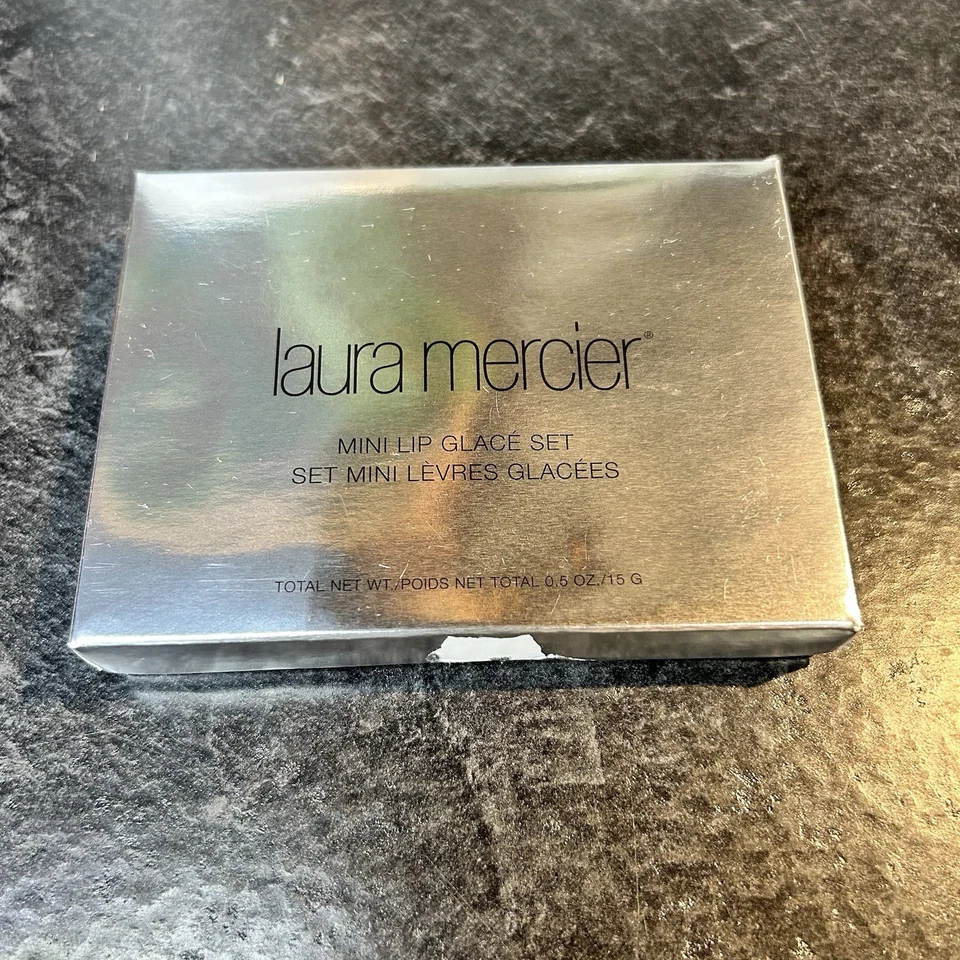 laura mercier®
MINI LIP GLACÉ SET
SET MINI LÈVRES GLACÉES
TOTAL NET WT./POIDS NET TOTAL 0.5 OZ./15 G